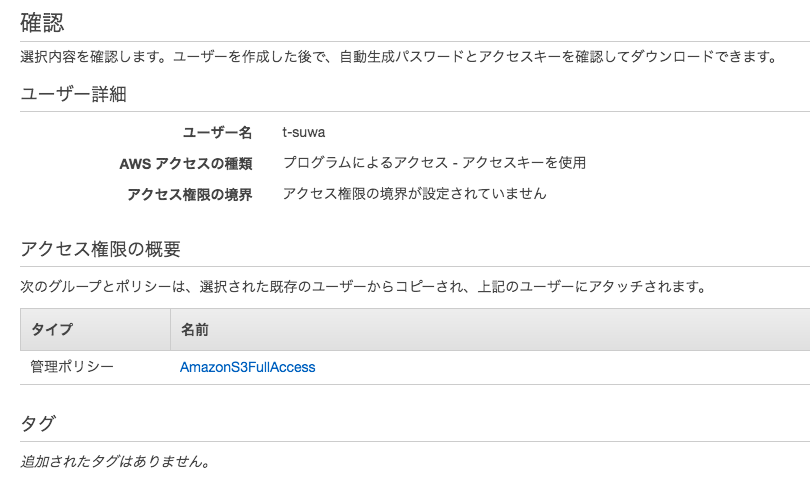 確認
選択内容を確認します。ユーザーを作成した後で、自動生成パスワードとアクセスキーを確認してダウンロードできます。
ユーザー詳細
ユーザー名 t-suwa
AWS アクセスの種類 プログラムによるアクセス - アクセスキーを使用
アクセス権限の境界 アクセス権限の境界が設定されていません
アクセス権限の概要
次のグループとポリシーは、選択された既存のユーザーからコピーされ、上記のユーザーにアタッチされます。
タイプ 名前
管理ポリシー AmazonS3FullAccess
タグ
追加されたタグはありません。